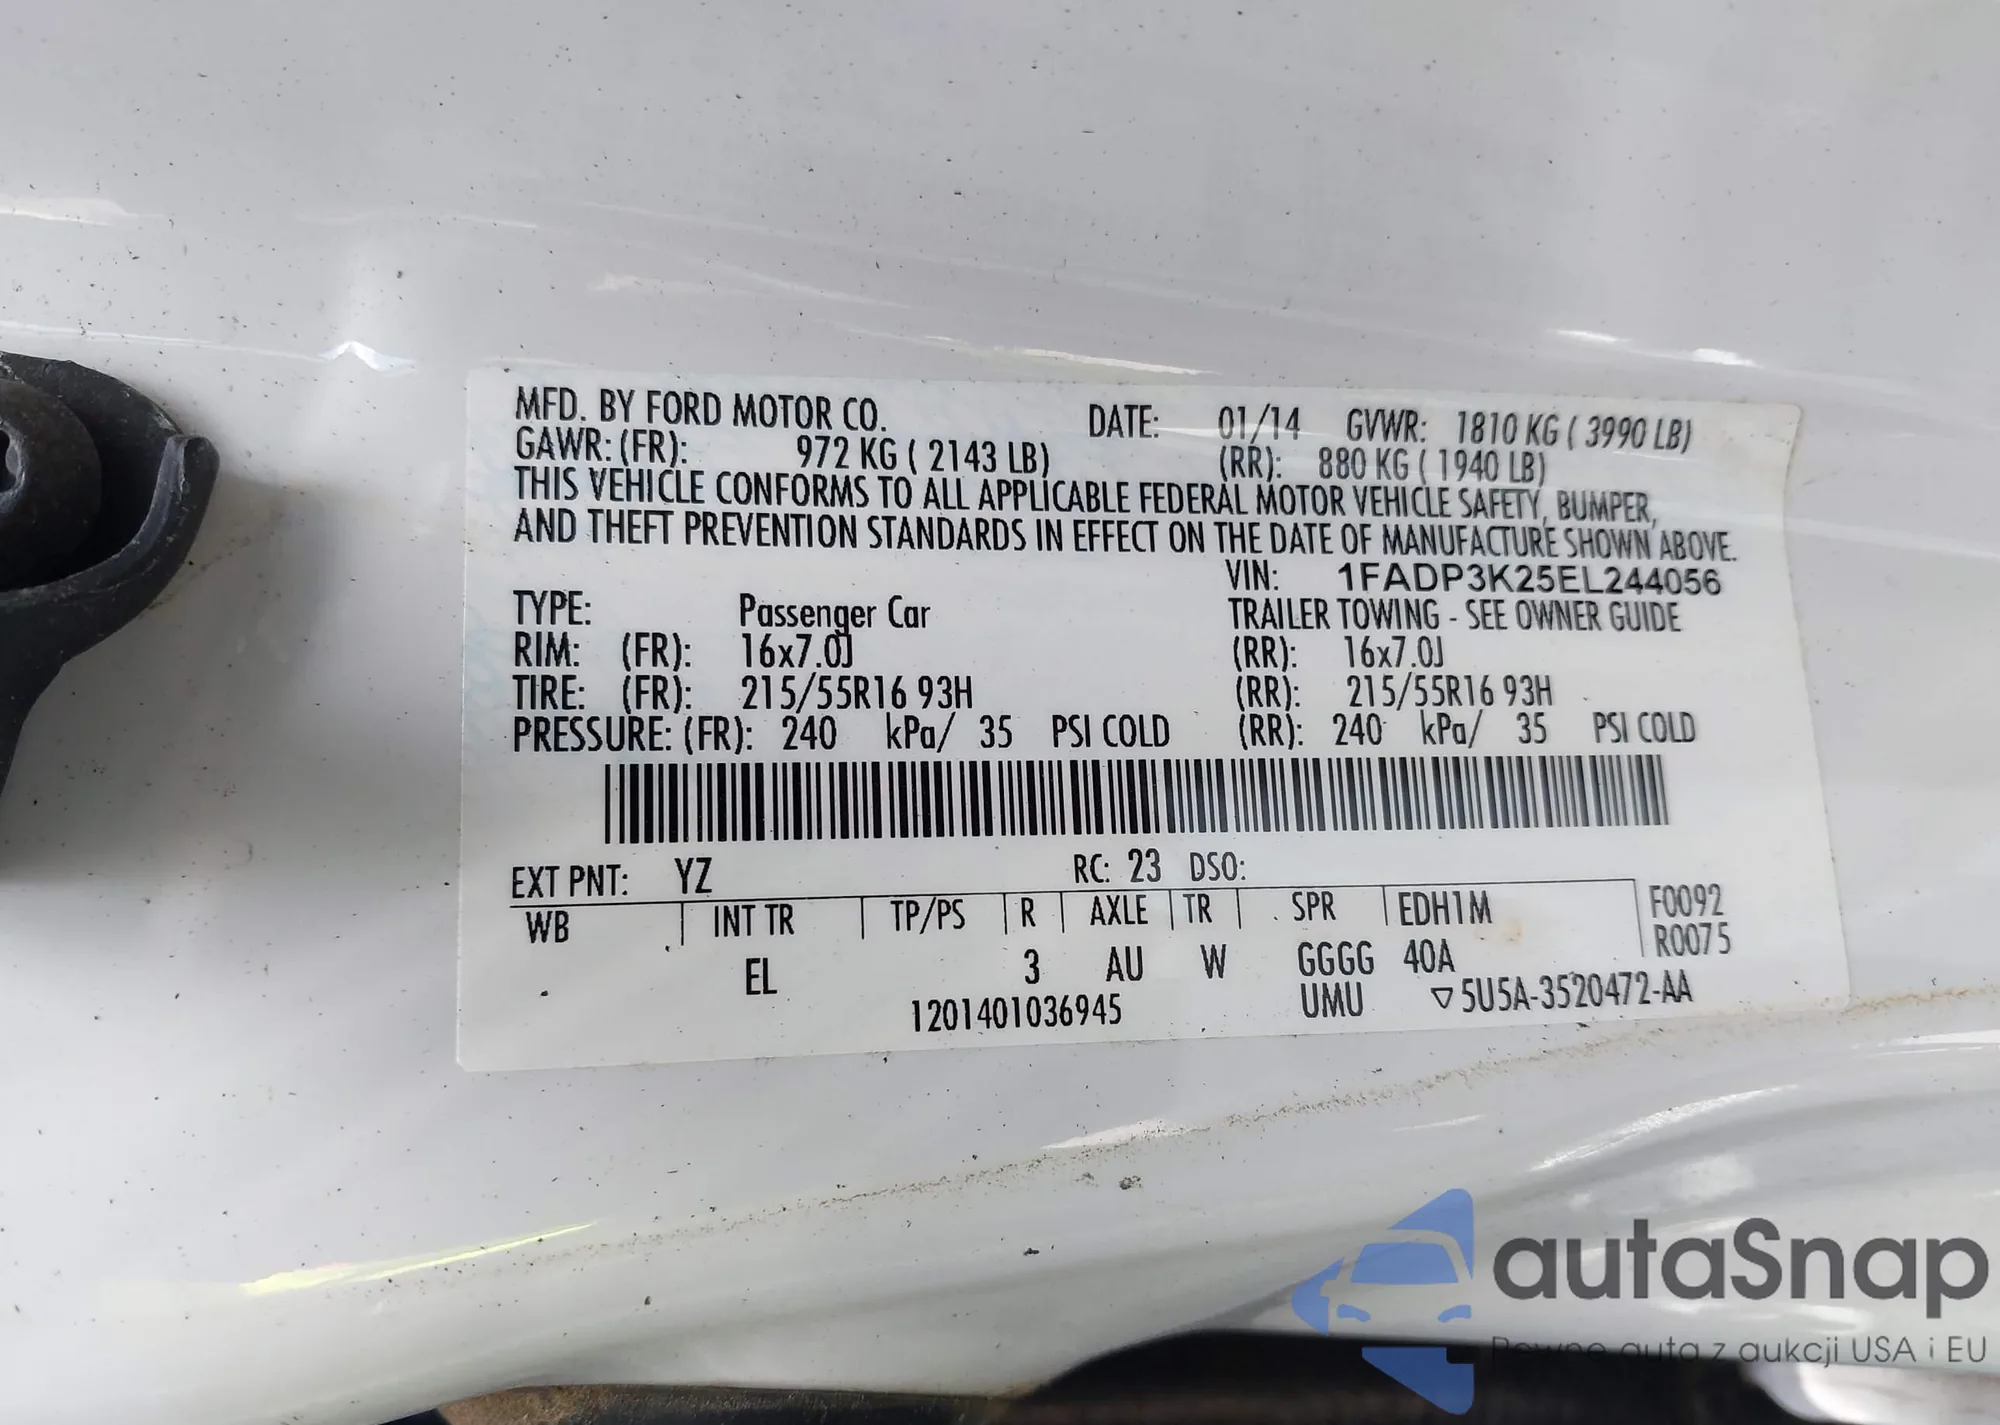 MFD. BY FORD MOTOR CO. DATE: 01/14 GVWR: 1810 KG ( 3990 LB)
GAWR: (FR): 972 KG ( 2143 LB) (RR): 880 KG ( 1940 LB)
THIS VEHICLE CONFORMS TO ALL APPLICABLE FEDERAL MOTOR VEHICLE SAFETY, BUMPER,
AND THEFT PREVENTION STANDARDS IN EFFECT ON THE DATE OF MANUFACTURE SHOWN ABOVE.
VIN: 1FADP3K25EL244056
TYPE: Passenger Car TRAILER TOWING - SEE OWNER GUIDE
RIM: (FR): 16x7.0J (RR): 16x7.0J
TIRE: (FR): 215/55R16 93H (RR): 215/55R16 93H
PRESSURE: (FR): 240 kPa/ 35 PSI COLD (RR): 240 kPa/ 35 PSI COLD
EXT PNT: YZ RC: 23 DSO:
WB INT TR TP/PS R AXLE TR SPR EDH1M F0092
R0075
EL 3 AU W GGGG 40A
1201401036945 UMU ▽5U5A-3520472-AA
autaSnap
Pewne auta z aukcji USA i EU